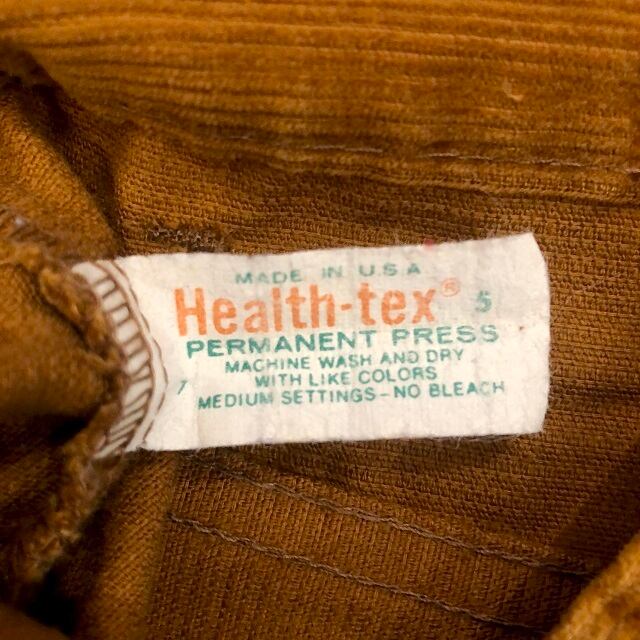 MADE IN U.S.A.
Health-tex® 5
PERMANENT PRESS
MACHINE WASH AND DRY
WITH LIKE COLORS
MEDIUM SETTINGS—NO BLEACH